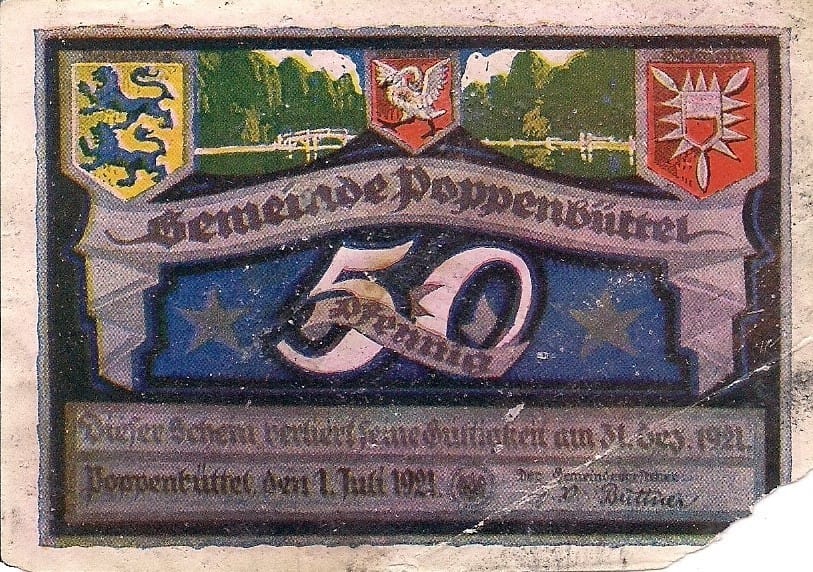 Gemeinde Poppenbüttel
50
Pfennig
Dieser Schein verliert seine Gültigkeit am 31. Dez. 1921.
Poppenbüttel, den 1. Juli 1921.
Der Gemeindevorsteher
Büttner